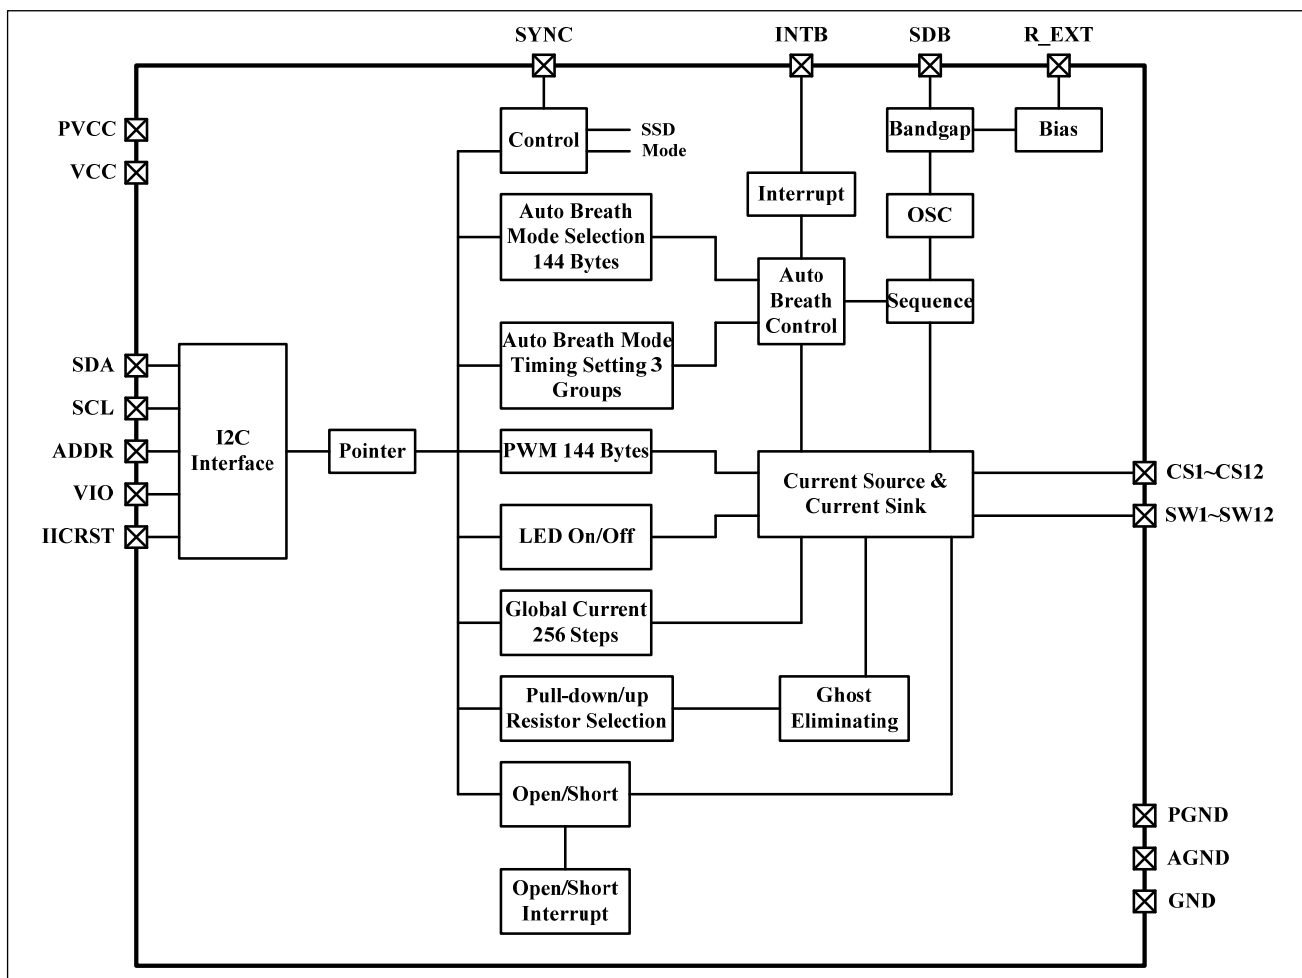 SYNC
INTB
SDB
R_EXT
PVCC
VCC
Control
SSD
Mode
Bandgap
Bias
Interrupt
OSC
Auto Breath
Mode Selection
144 Bytes
Auto
Breath
Control
Sequence
Auto Breath Mode
Timing Setting 3
Groups
SDA
SCL
ADDR
VIO
IICRST
I2C
Interface
Pointer
PWM 144 Bytes
Current Source &
Current Sink
CS1~CS12
SW1~SW12
LED On/Off
Global Current
256 Steps
Pull-down/up
Resistor Selection
Ghost
Eliminating
Open/Short
Open/Short
Interrupt
PGND
AGND
GND